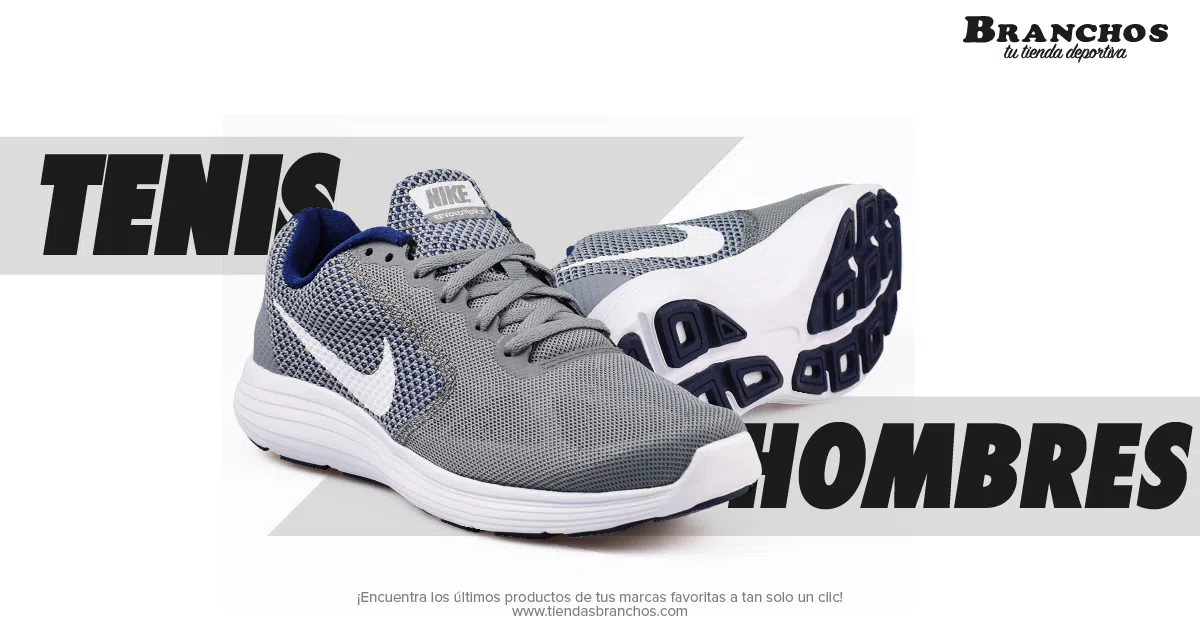 BRANCHOS
tu tienda deportiva
TENIS
NIKE
REVOLUTION 3
HOMBRES
¡Encuentra los últimos productos de tus marcas favoritas a tan solo un clic!
www.tiendasbranchos.com